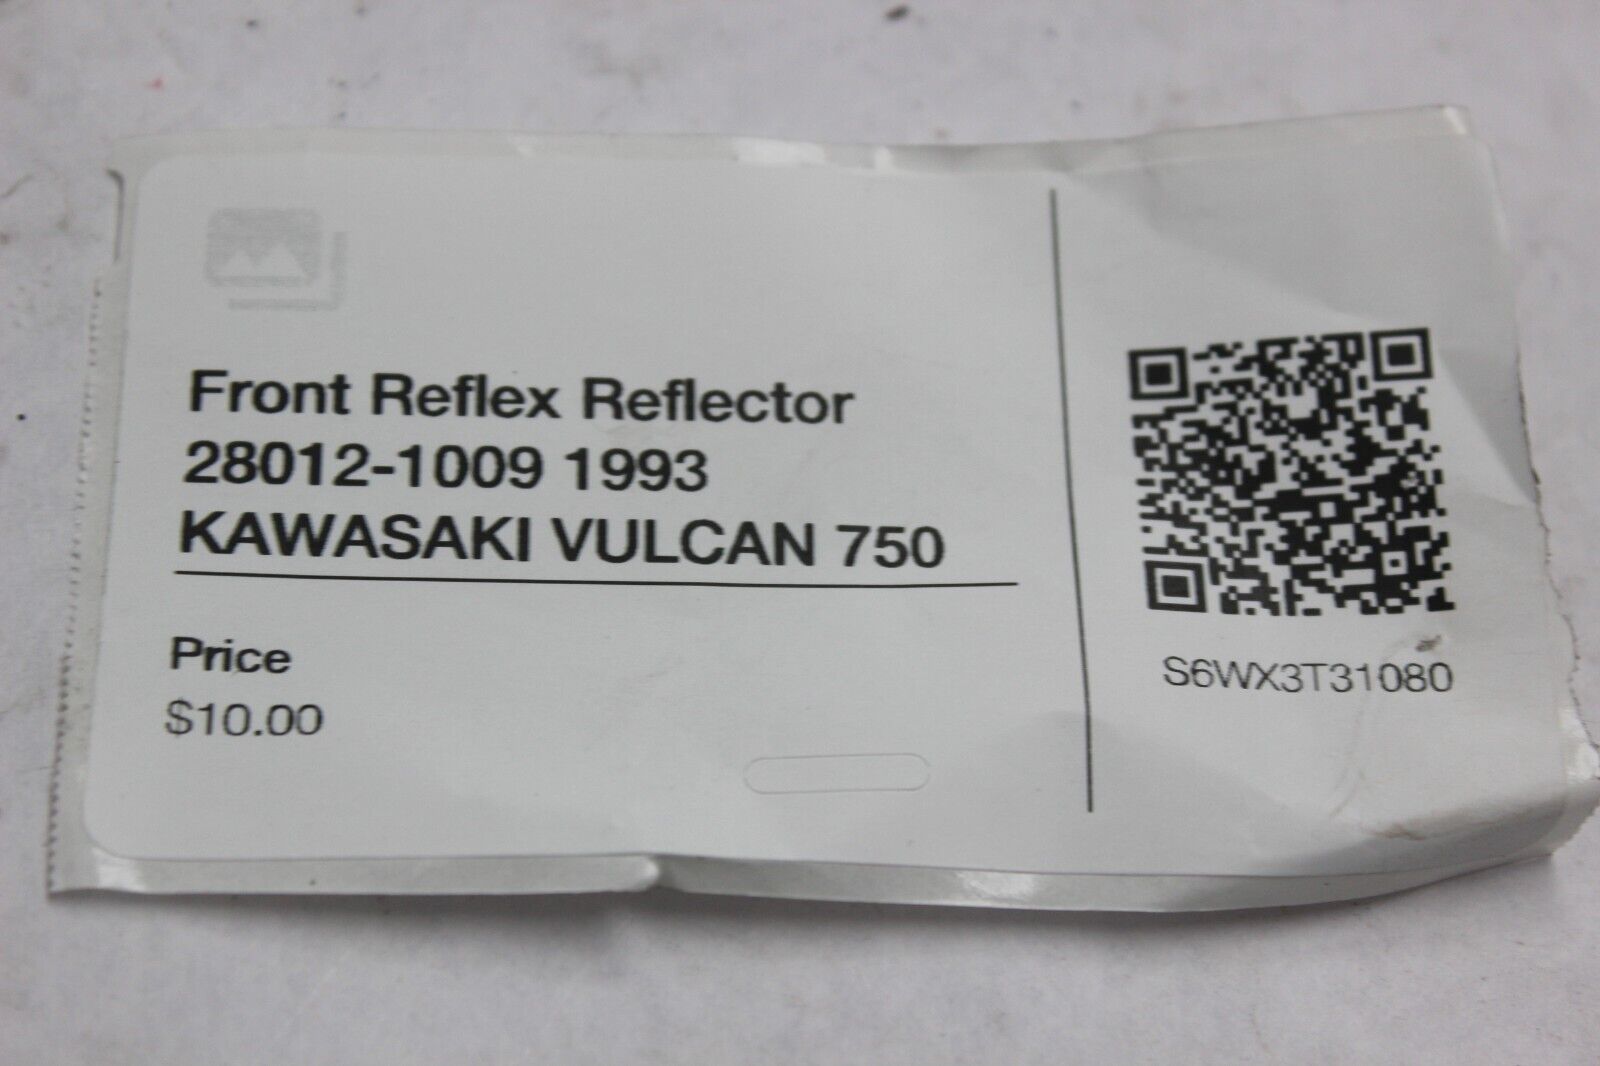 Front Reflex Reflector
28012-1009 1993
KAWASAKI VULCAN 750
Price
$10.00
S6WX3T31080